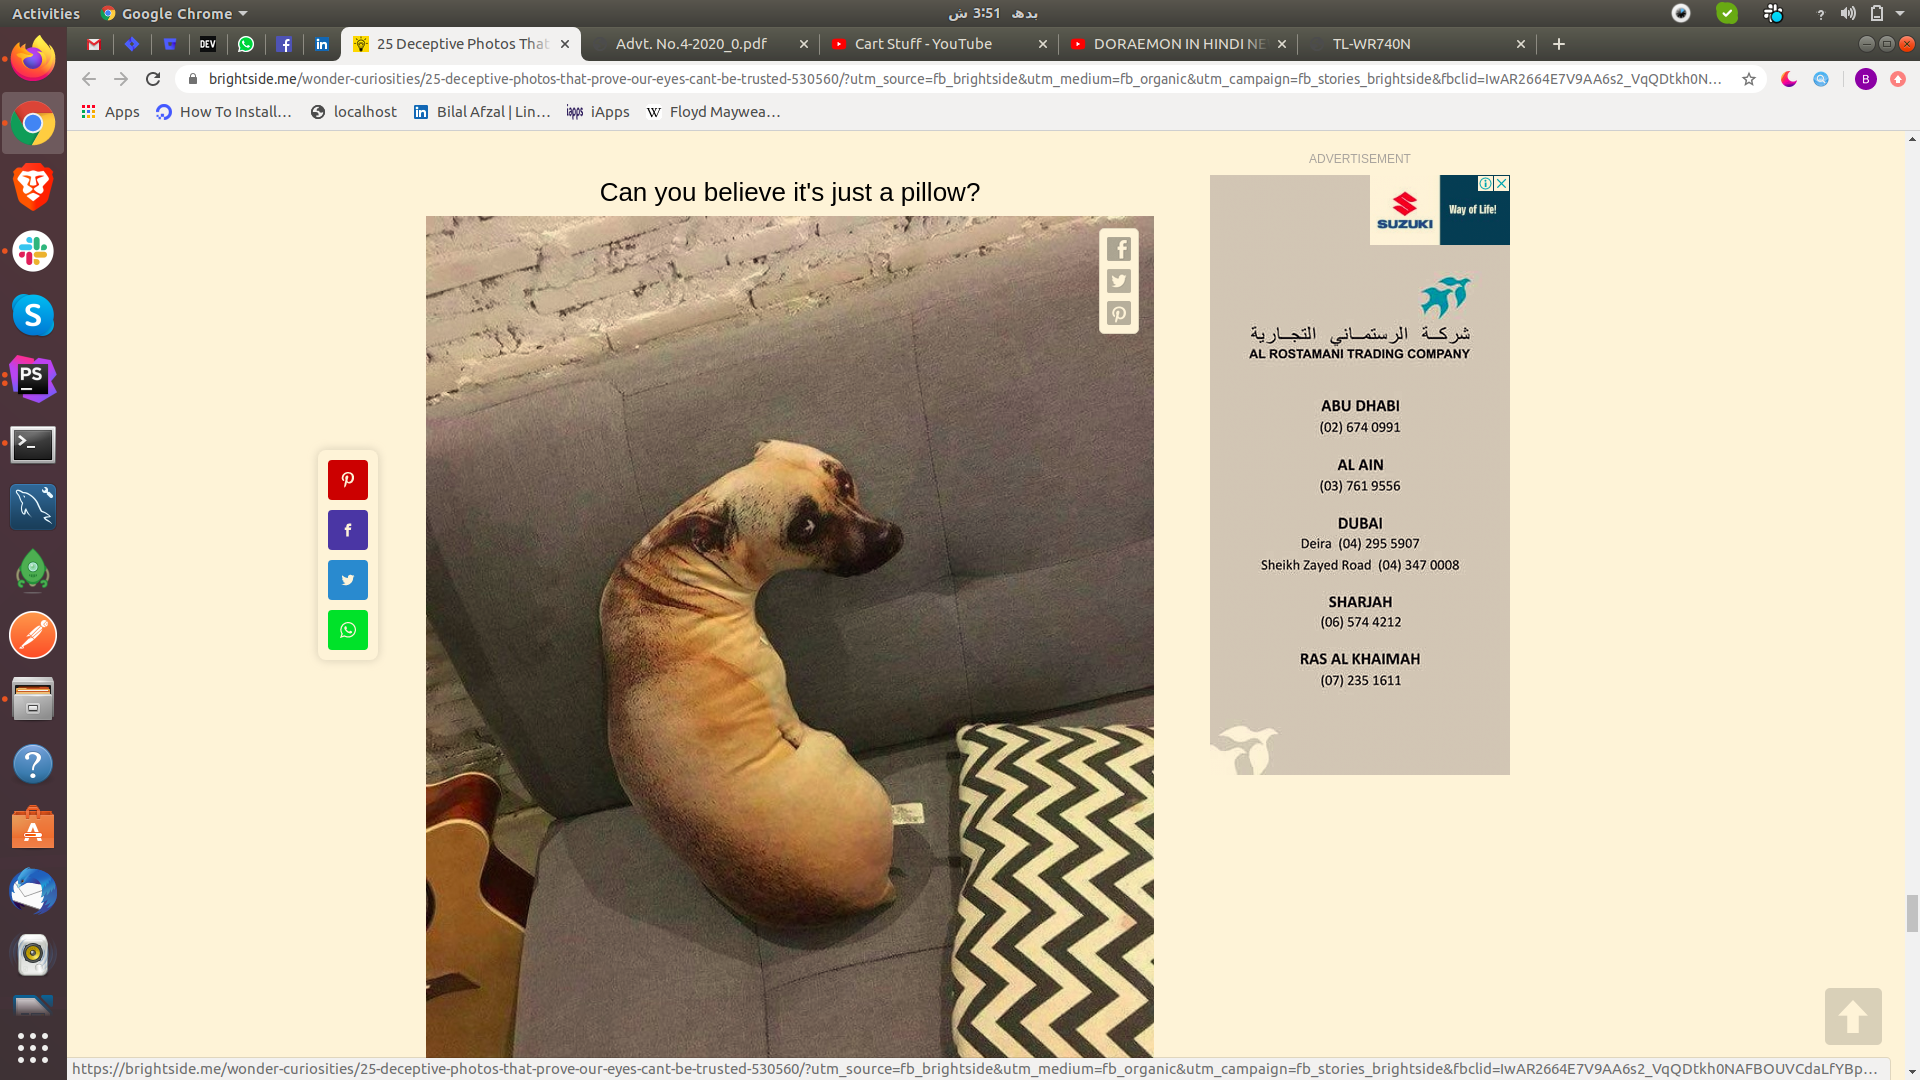 Activities
Google Chrome
بدھ 3:51 ش
25 Deceptive Photos That
Advt. No.4-2020_0.pdf
Cart Stuff - YouTube
DORAEMON IN HINDI NE
TL-WR740N
brightside.me/wonder-curiosities/25-deceptive-photos-that-prove-our-eyes-cant-be-trusted-530560/?utm_source=fb_brightside&utm_medium=fb_organic&utm_campaign=fb_stories_brightside&fbclid=IwAR2664E7V9AA6s2_VqQDtkh0N...
B
Apps
How To Install...
localhost
Bilal Afzal | Lin...
iApps
Floyd Maywea...
DEV
PS
Can you believe it's just a pillow?
ADVERTISEMENT
SUZUKI
Way of Life!
شركة الرستماني التجارية
AL ROSTAMANI TRADING COMPANY
ABU DHABI
(02) 674 0991
AL AIN
(03) 761 9556
DUBAI
Deira (04) 295 5907
Sheikh Zayed Road (04) 347 0008
SHARJAH
(06) 574 4212
RAS AL KHAIMAH
(07) 235 1611
https://brightside.me/wonder-curiosities/25-deceptive-photos-that-prove-our-eyes-cant-be-trusted-530560/?utm_source=fb_brightside&utm_medium=fb_organic&utm_campaign=fb_stories_brightside&fbclid=IwAR2664E7V9AA6s2_VqQDtkh0NAFBOUVCdaLfYBp...